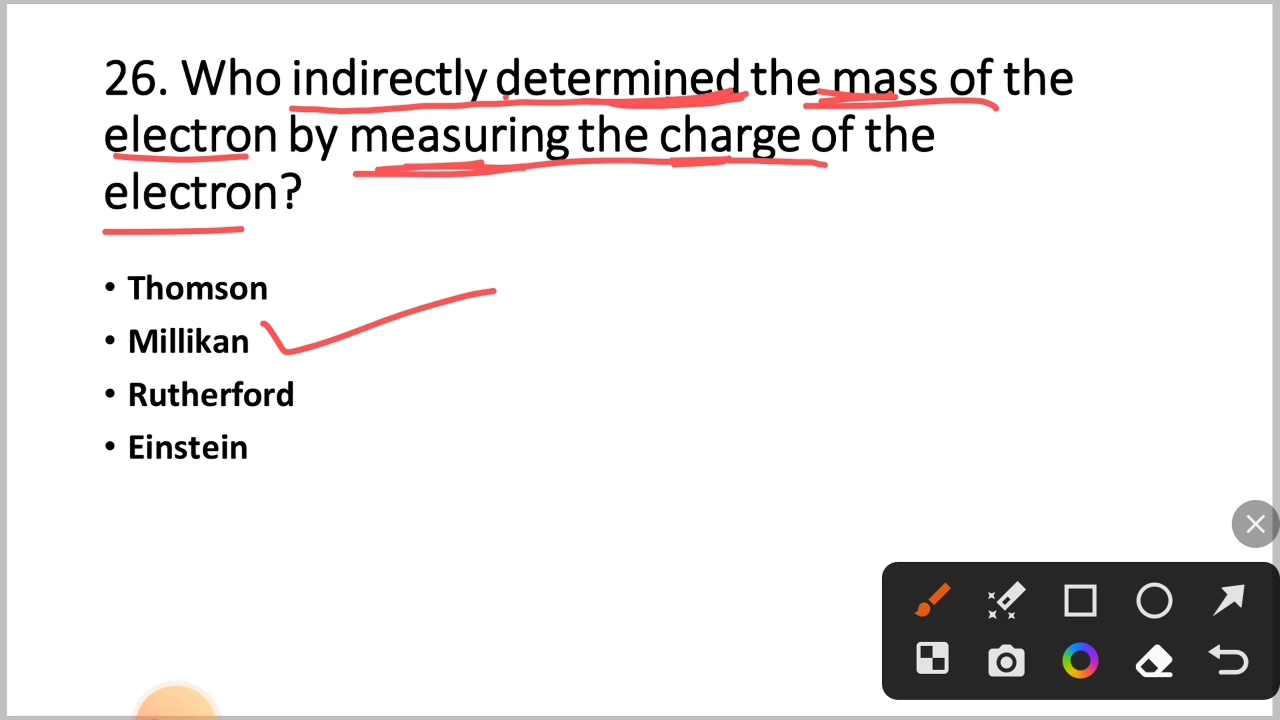 26. Who indirectly determined the mass of the
electron by measuring the charge of the
electron?
• Thomson
• Millikan
• Rutherford
• Einstein